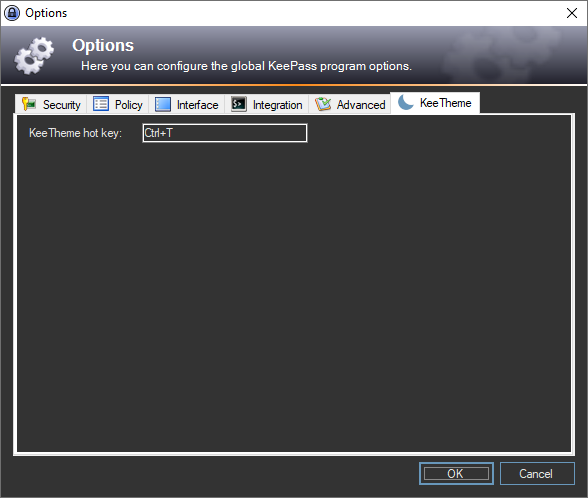 Options
Options
Here you can configure the global KeePass program options.
Security Policy Interface Integration Advanced KeeTheme
KeeTheme hot key: Ctrl+T
OK Cancel